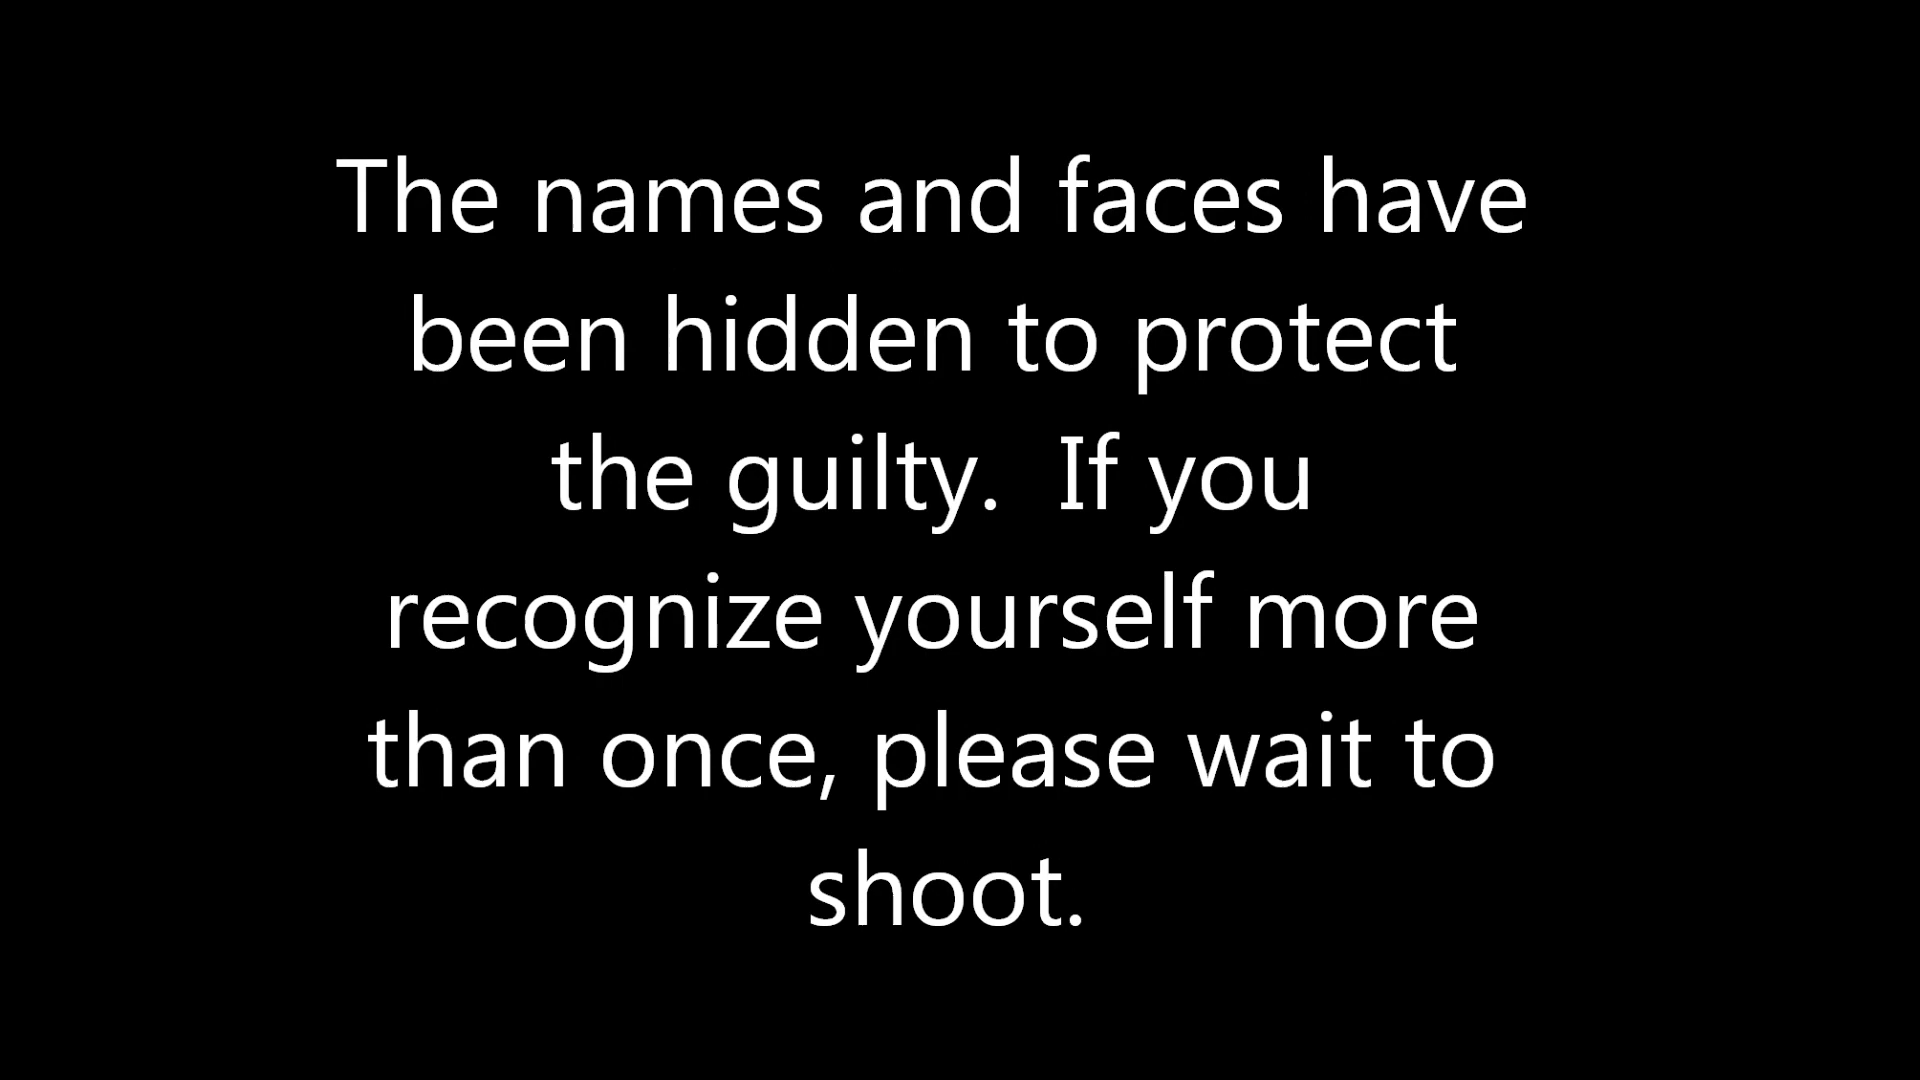 The names and faces have
been hidden to protect
the guilty.  If you
recognize yourself more
than once, please wait to
shoot.